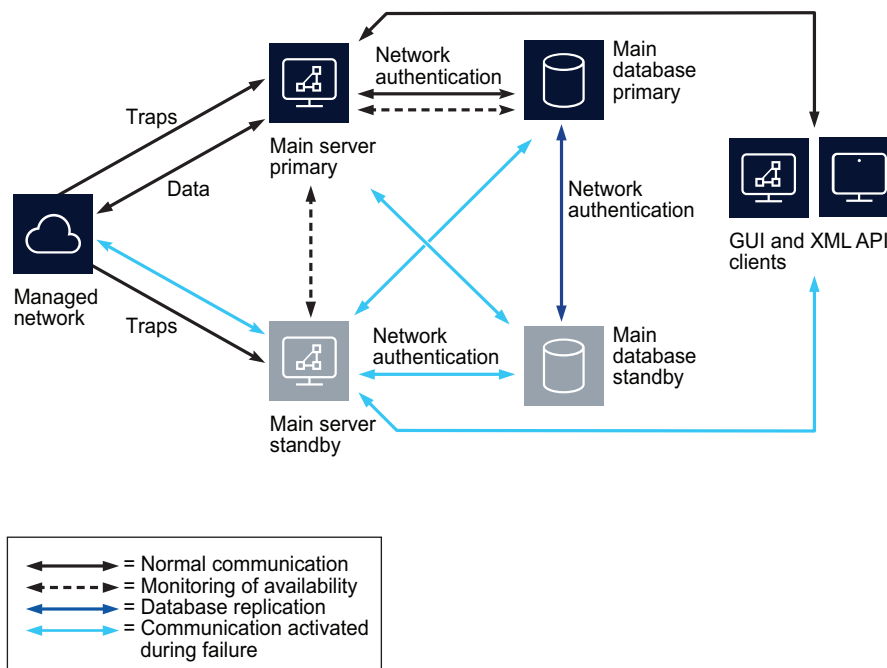 Network
authentication
Main
database
primary
Traps
Main server
primary
Data
Network
authentication
GUI and XML API
clients
Managed
network
Traps
Network
authentication
Main
database
standby
Main server
standby
= Normal communication
= Monitoring of availability
= Database replication
= Communication activated
during failure